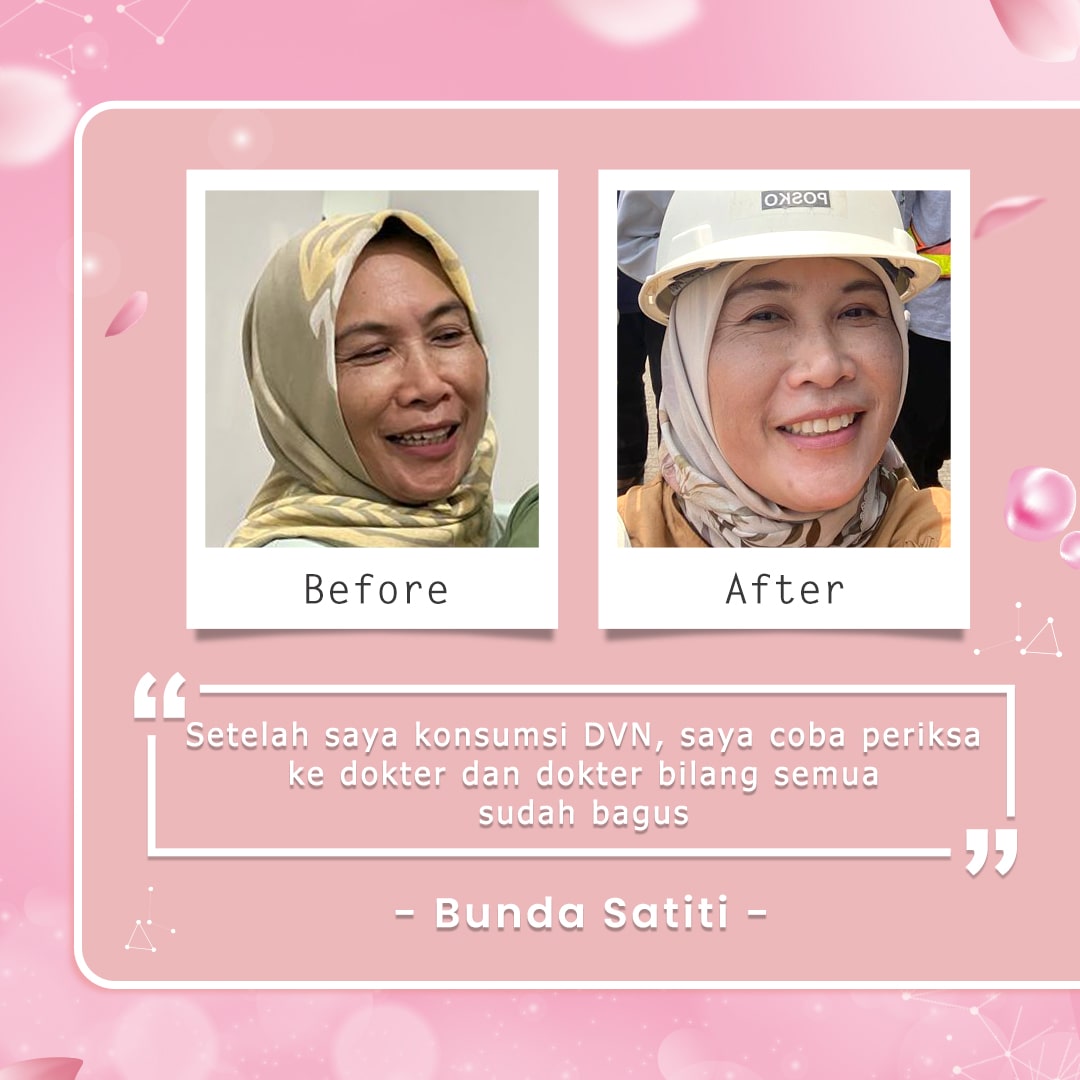 POSKO
Before
After
“Setelah saya konsumsi DVN, saya coba periksa
ke dokter dan dokter bilang semua
sudah bagus”
- Bunda Satiti -